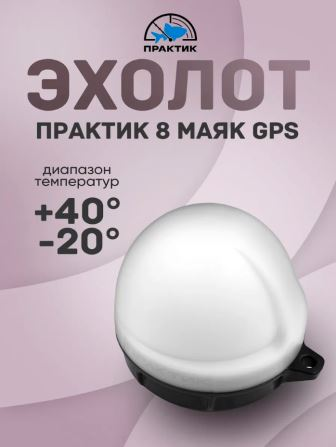 ПРАКТИК
ЭХОЛОТ
ПРАКТИК 8 МАЯК GPS
диапазон
температур
+40°
-20°